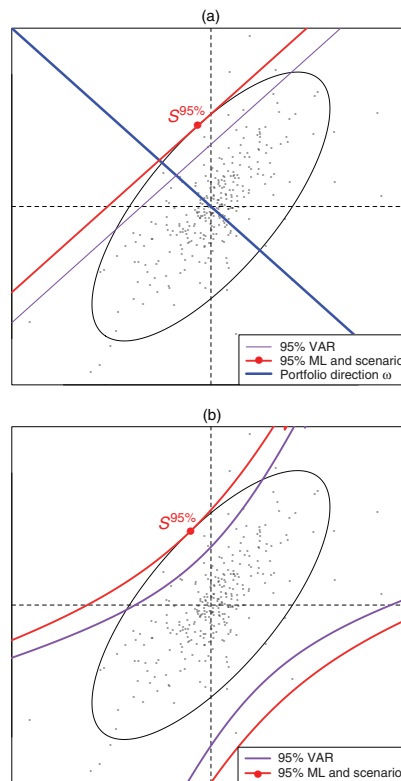 (a)
S95%
95% VAR
95% ML and scenario
Portfolio direction ω
(b)
S95%
95% VAR
95% ML and scenario